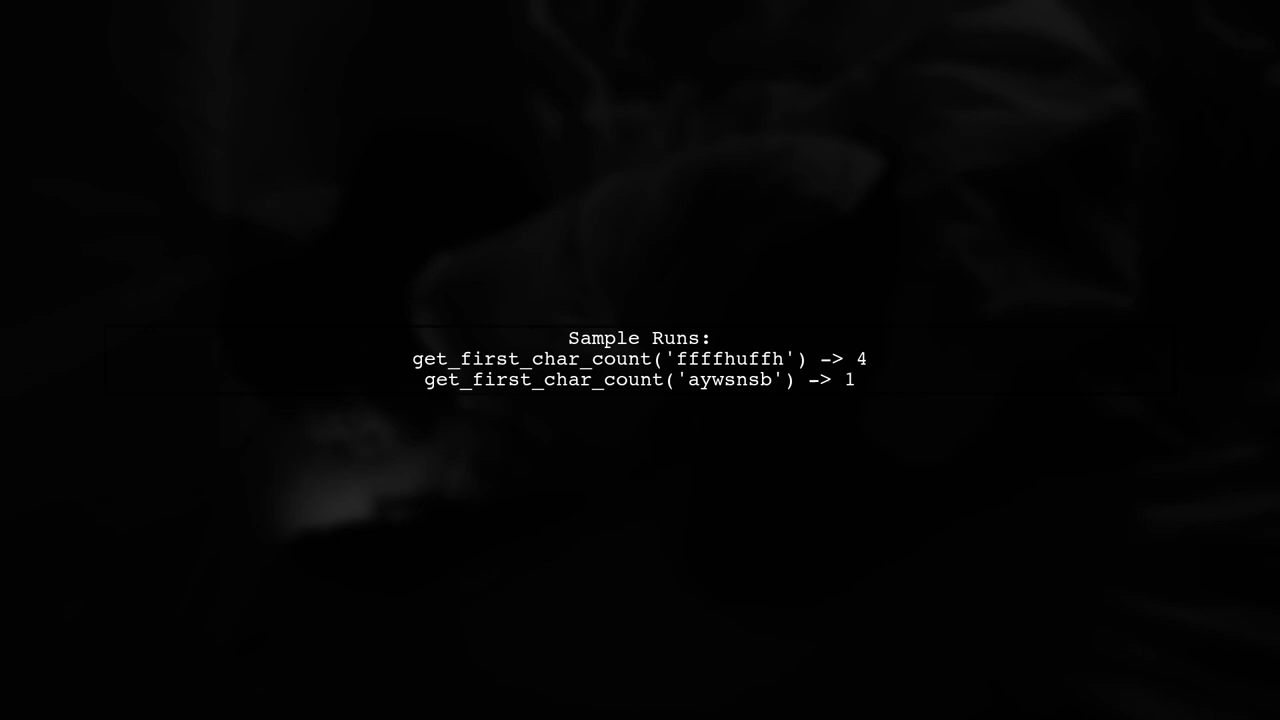 Sample Runs:
get_first_char_count('ffffhuffh') -> 4
get_first_char_count('aywsnsb') -> 1